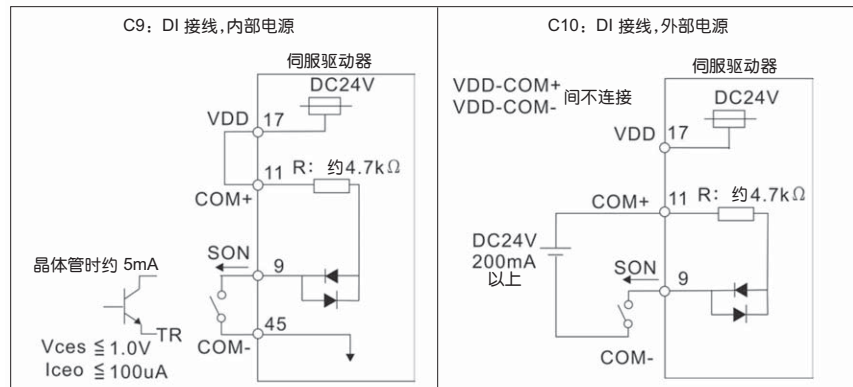 C9：DI 接线,内部电源
伺服驱动器
DC24V
VDD
17
11
R：约4.7kΩ
COM+
SON
9
晶体管时约 5mA
45
TR
COM-
Vces ≦ 1.0V
Iceo ≦ 100uA
C10：DI 接线,外部电源
伺服驱动器
VDD-COM+
VDD-COM- 间不连接
DC24V
VDD
17
COM+
11
R：约4.7kΩ
DC24V
200mA
以上
SON
9
COM-